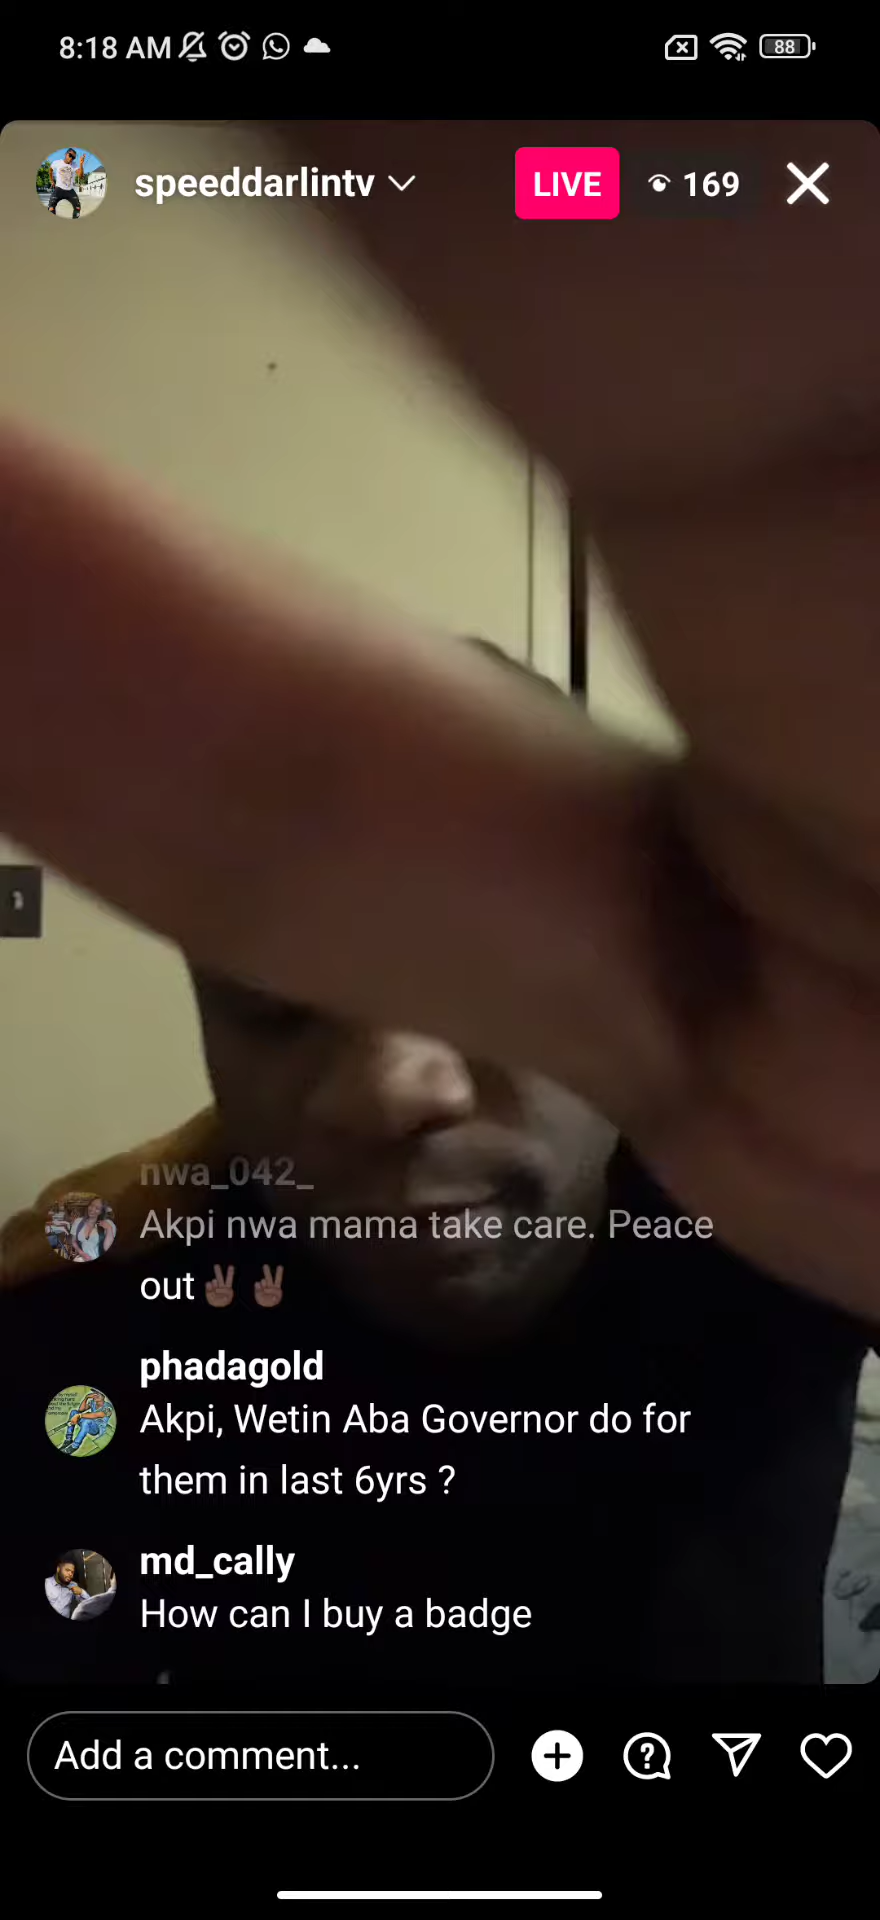 8:18 AM
88
speeddarlintv
LIVE
169
nwa_042_
Akpi nwa mama take care. Peace
out✌🏾 ✌🏾
phadagold
Akpi, Wetin Aba Governor do for
them in last 6yrs ?
md_cally
How can I buy a badge
Add a comment...